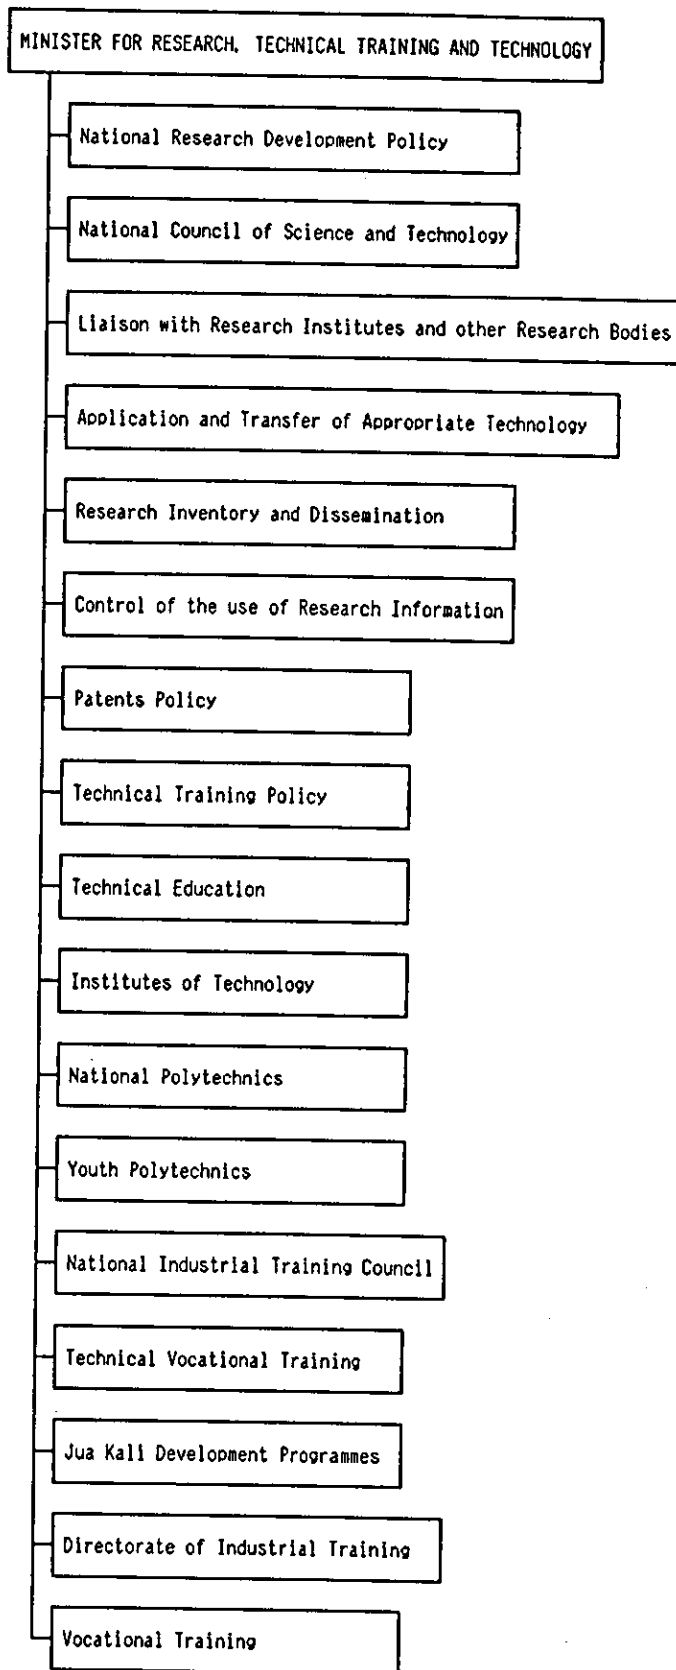 MINISTER FOR RESEARCH, TECHNICAL TRAINING AND TECHNOLOGY
National Research Development Policy
National Council of Science and Technology
Liaison with Research Institutes and other Research Bodies
Application and Transfer of Appropriate Technology
Research Inventory and Dissemination
Control of the use of Research Information
Patents Policy
Technical Training Policy
Technical Education
Institutes of Technology
National Polytechnics
Youth Polytechnics
National Industrial Training Council
Technical Vocational Training
Jua Kali Development Programmes
Directorate of Industrial Training
Vocational Training